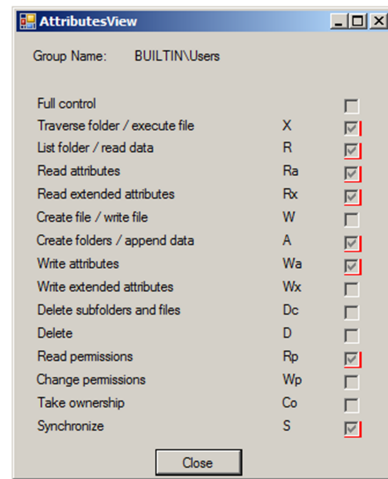 AttributesView
Group Name: BUILTIN\Users
Full control
Traverse folder / execute file X
List folder / read data R
Read attributes Ra
Read extended attributes Rx
Create file / write file W
Create folders / append data A
Write attributes Wa
Write extended attributes Wx
Delete subfolders and files Dc
Delete D
Read permissions Rp
Change permissions Wp
Take ownership Co
Synchronize S
Close